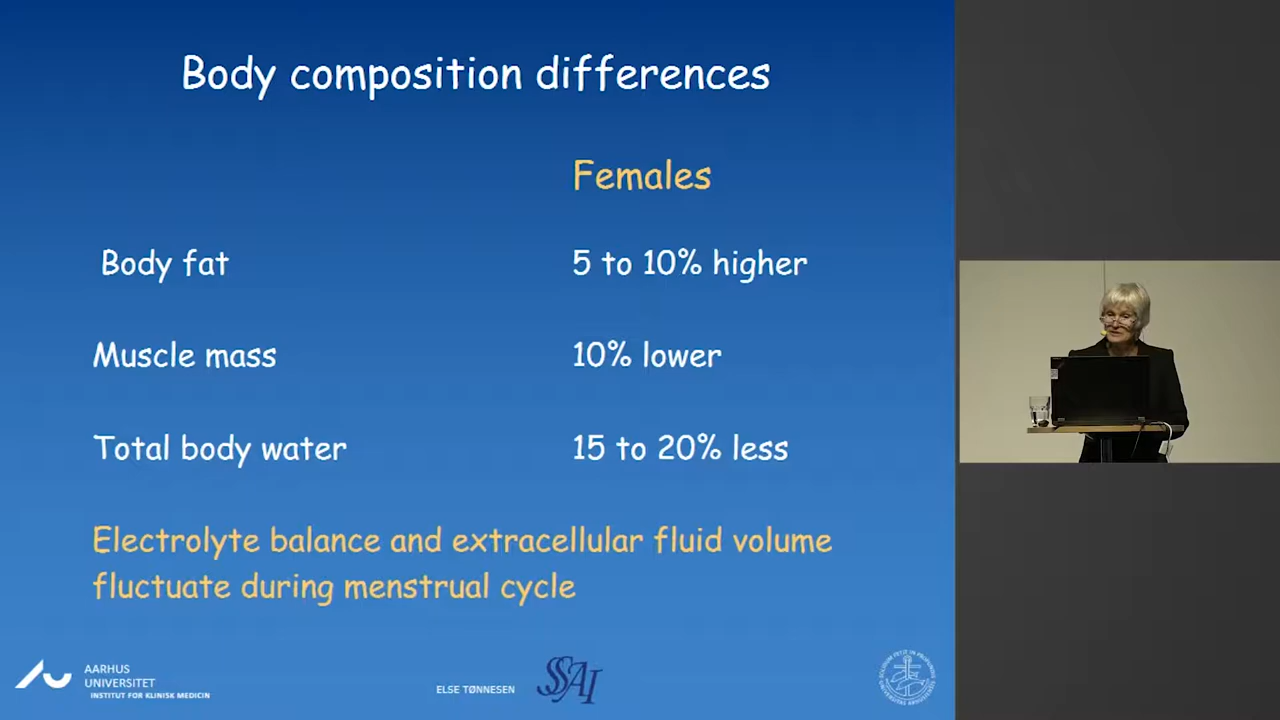 Body composition differences
Females
Body fat 5 to 10% higher
Muscle mass 10% lower
Total body water 15 to 20% less
Electrolyte balance and extracellular fluid volume
fluctuate during menstrual cycle
AARHUS
UNIVERSITET
INSTITUT FOR KLINISK MEDICIN
ELSE TØNNESEN
SSAI